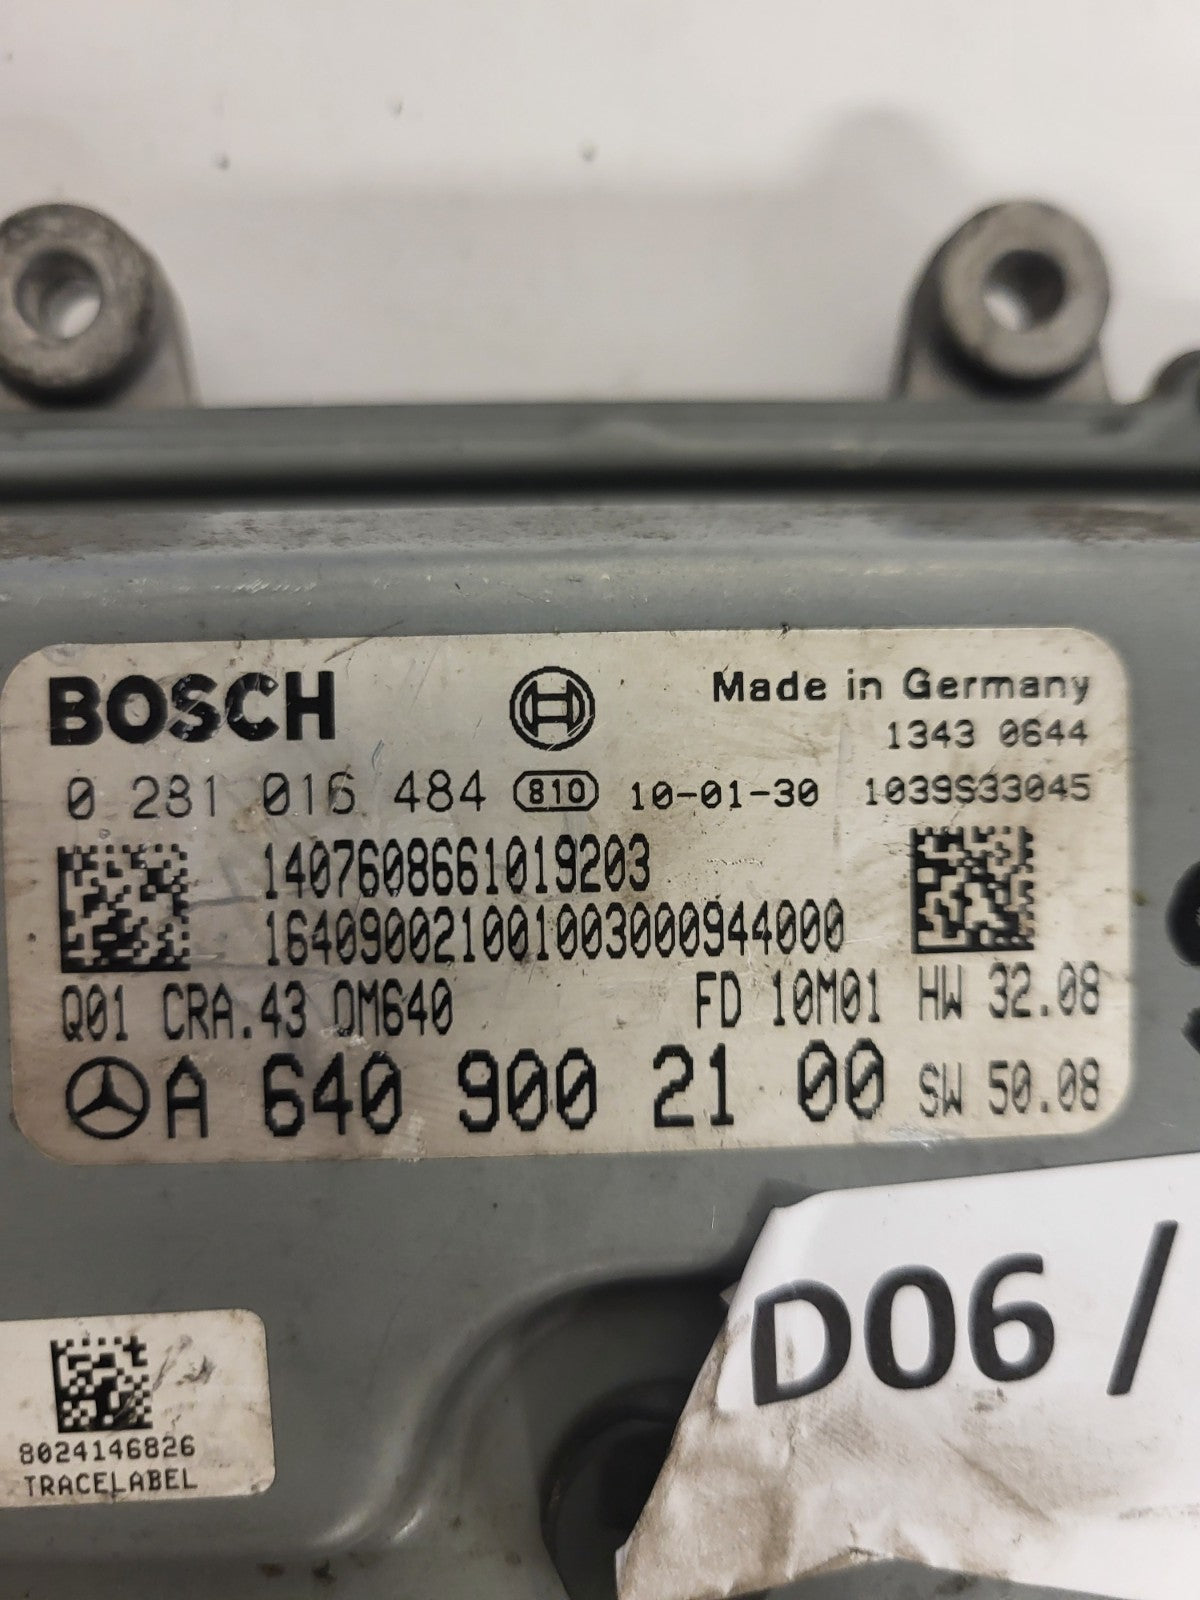 BOSCH
Made in Germany
1343 0644
0 281 016 484 810 10-01-30 1039S33045
1407608661019203
164090021001003000944000
Q01 CRA.43 OM640 FD 10M01 HW 32.08
A 640 900 21 00 SW 50.08
D06 /
8024146826
TRACELABEL